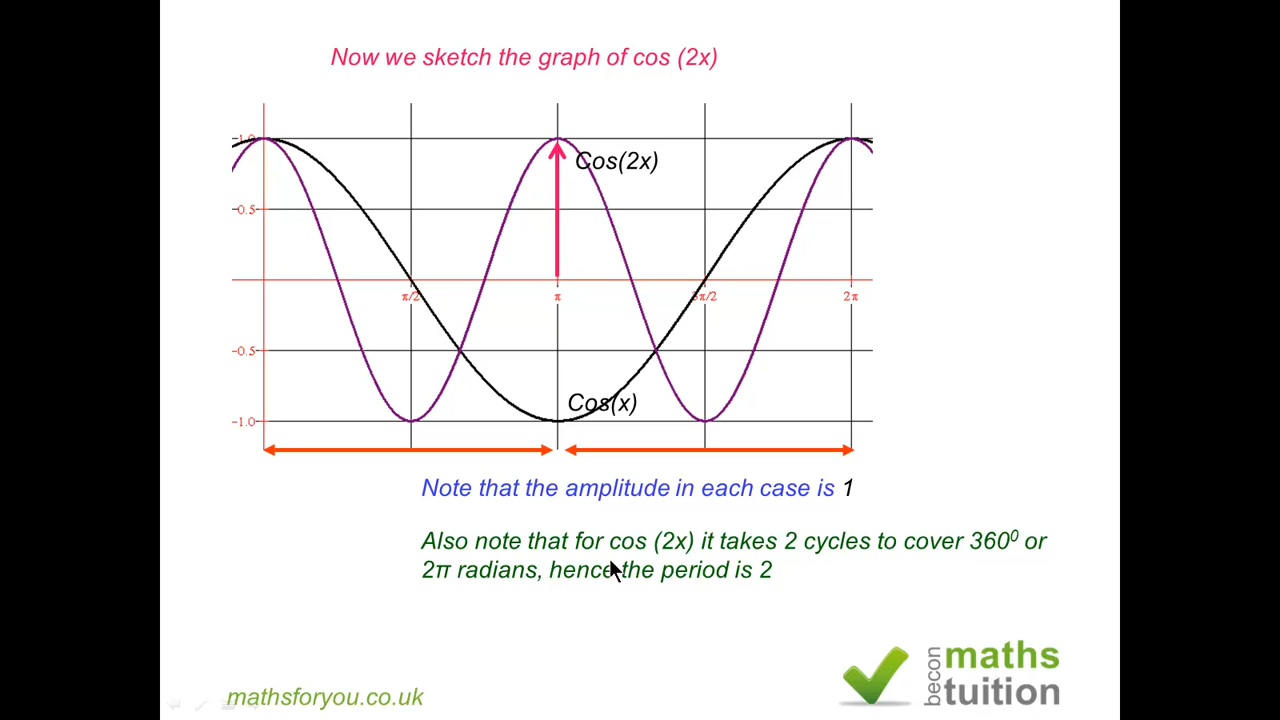 Now we sketch the graph of cos (2x)
1.0
Cos(2x)
0.5
π/2 π 3π/2 2π
-0.5
Cos(x)
-1.0
Note that the amplitude in each case is 1
Also note that for cos (2x) it takes 2 cycles to cover 360⁰ or
2π radians, hence the period is 2
becon
maths
tuition
mathsforyou.co.uk